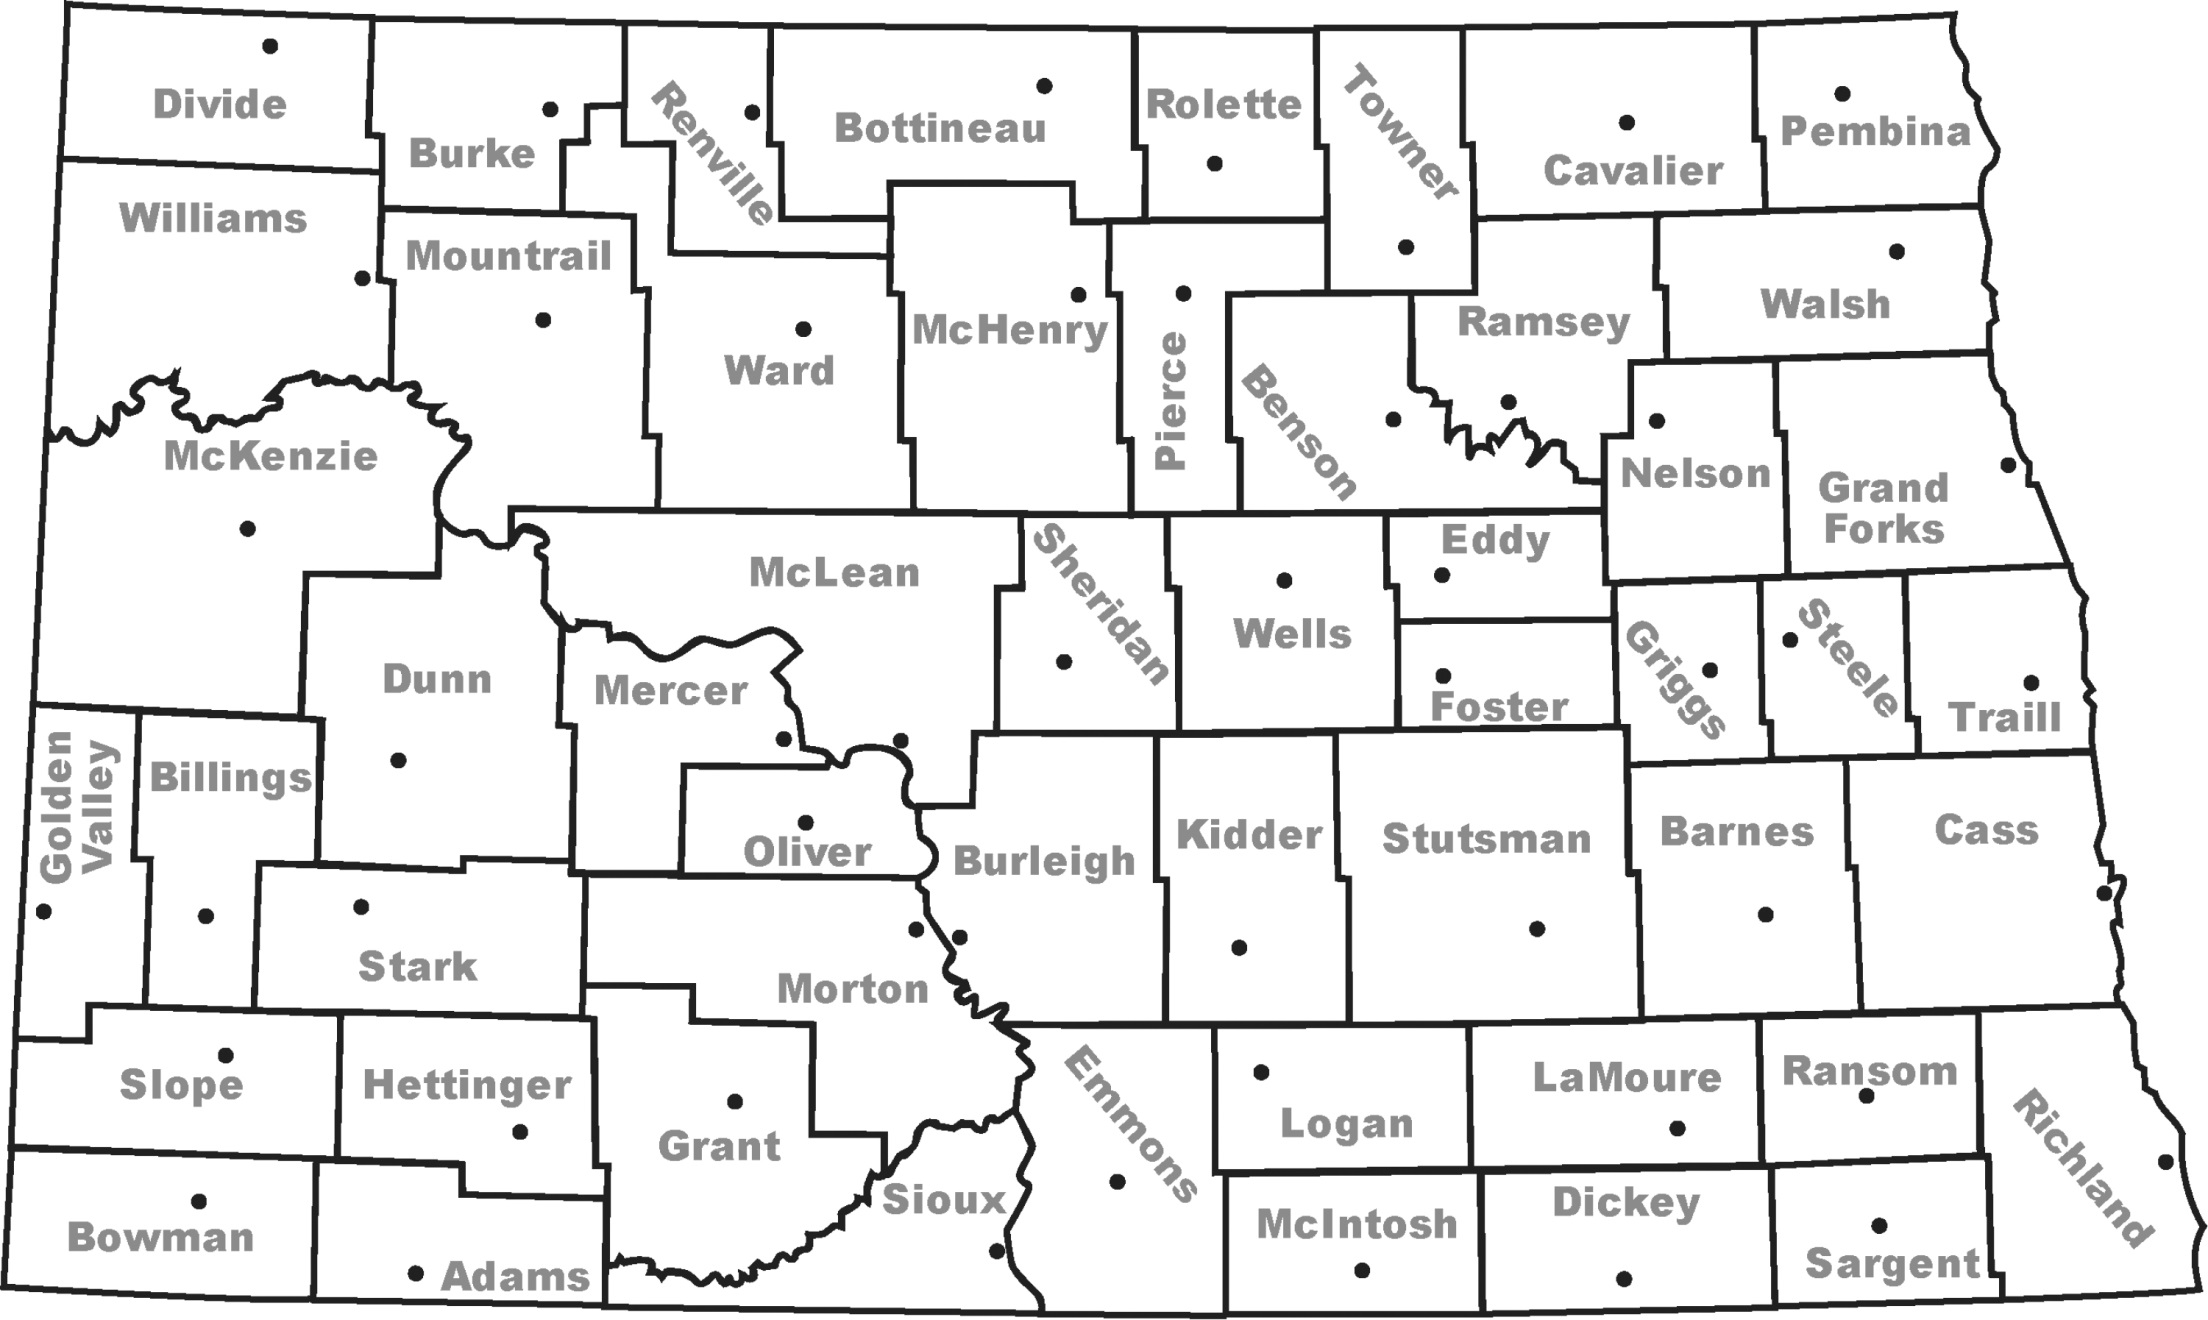 Divide
Burke
Renville
Bottineau
Rolette
Towner
Cavalier
Pembina
Williams
Mountrail
Ward
McHenry
Pierce
Benson
Ramsey
Walsh
McKenzie
Nelson
Grand
Forks
McLean
Sheridan
Wells
Eddy
Foster
Griggs
Steele
Traill
Dunn
Mercer
Golden
Valley
Billings
Oliver
Burleigh
Kidder
Stutsman
Barnes
Cass
Stark
Morton
Slope
Hettinger
Grant
Emmons
Logan
LaMoure
Ransom
Richland
Bowman
Adams
Sioux
McIntosh
Dickey
Sargent